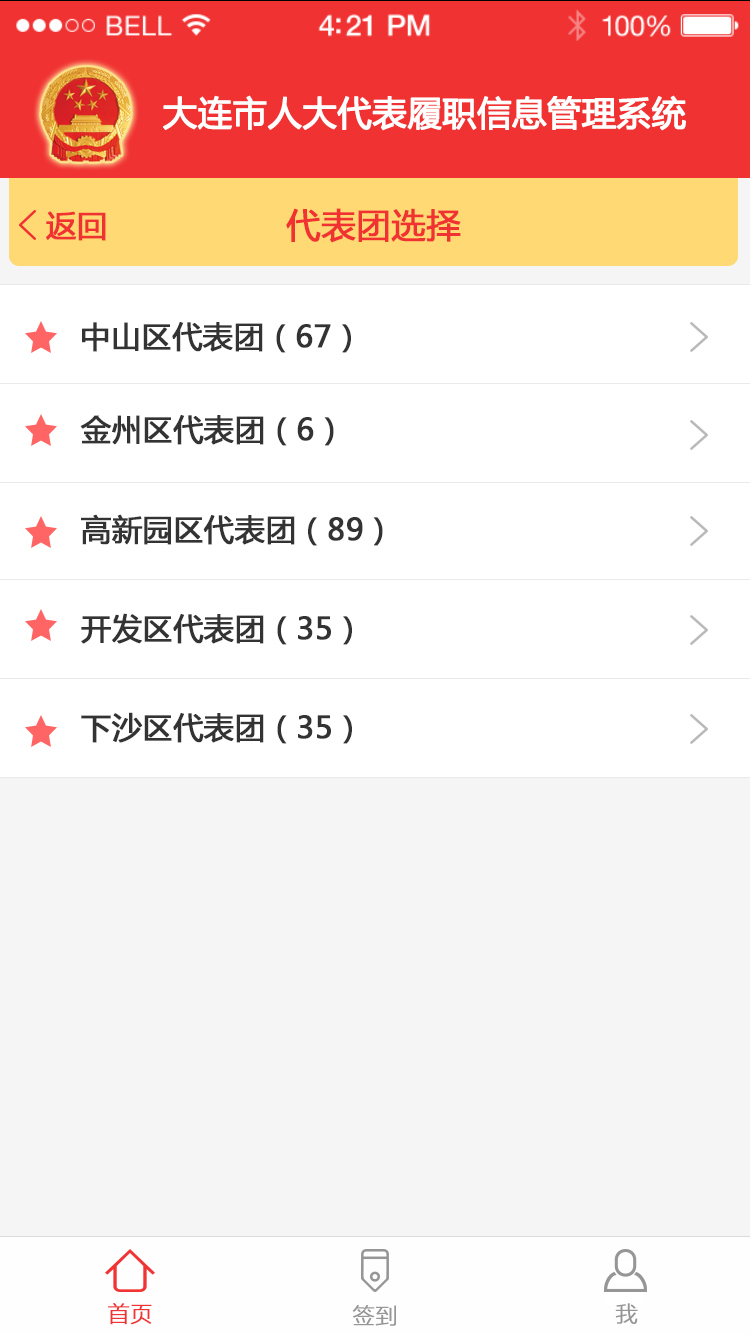 BELL 4:21 PM 100%
大连市人大代表履职信息管理系统
返回 代表团选择
中山区代表团（67）
金州区代表团（6）
高新园区代表团（89）
开发区代表团（35）
下沙区代表团（35）
首页 签到 我